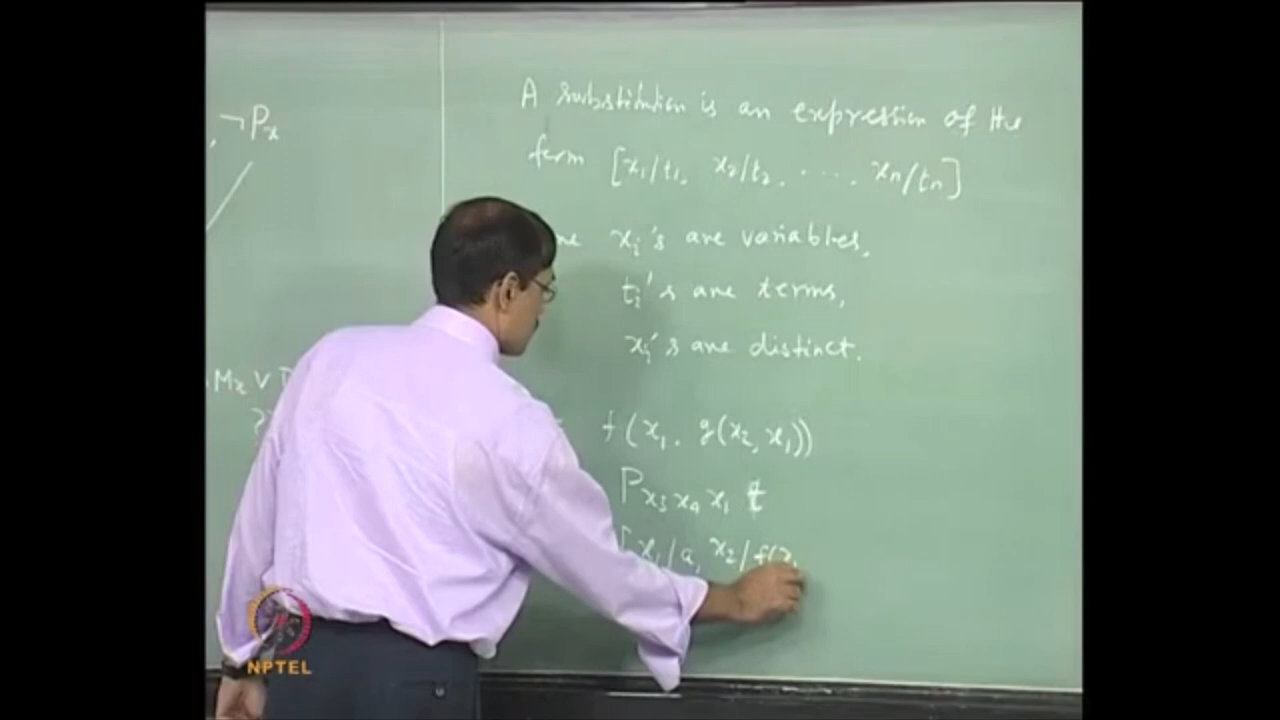 ¬Px
A substitution is an expression of the
form [x1/t1, x2/t2, ...., xn/tn]
xi's are variables,
ti's are terms,
xi's are distinct.
Mx V
f(x1, g(x2, x1))
Px3 x4 x1 t
[x1/a, x2/f(x
NPTEL